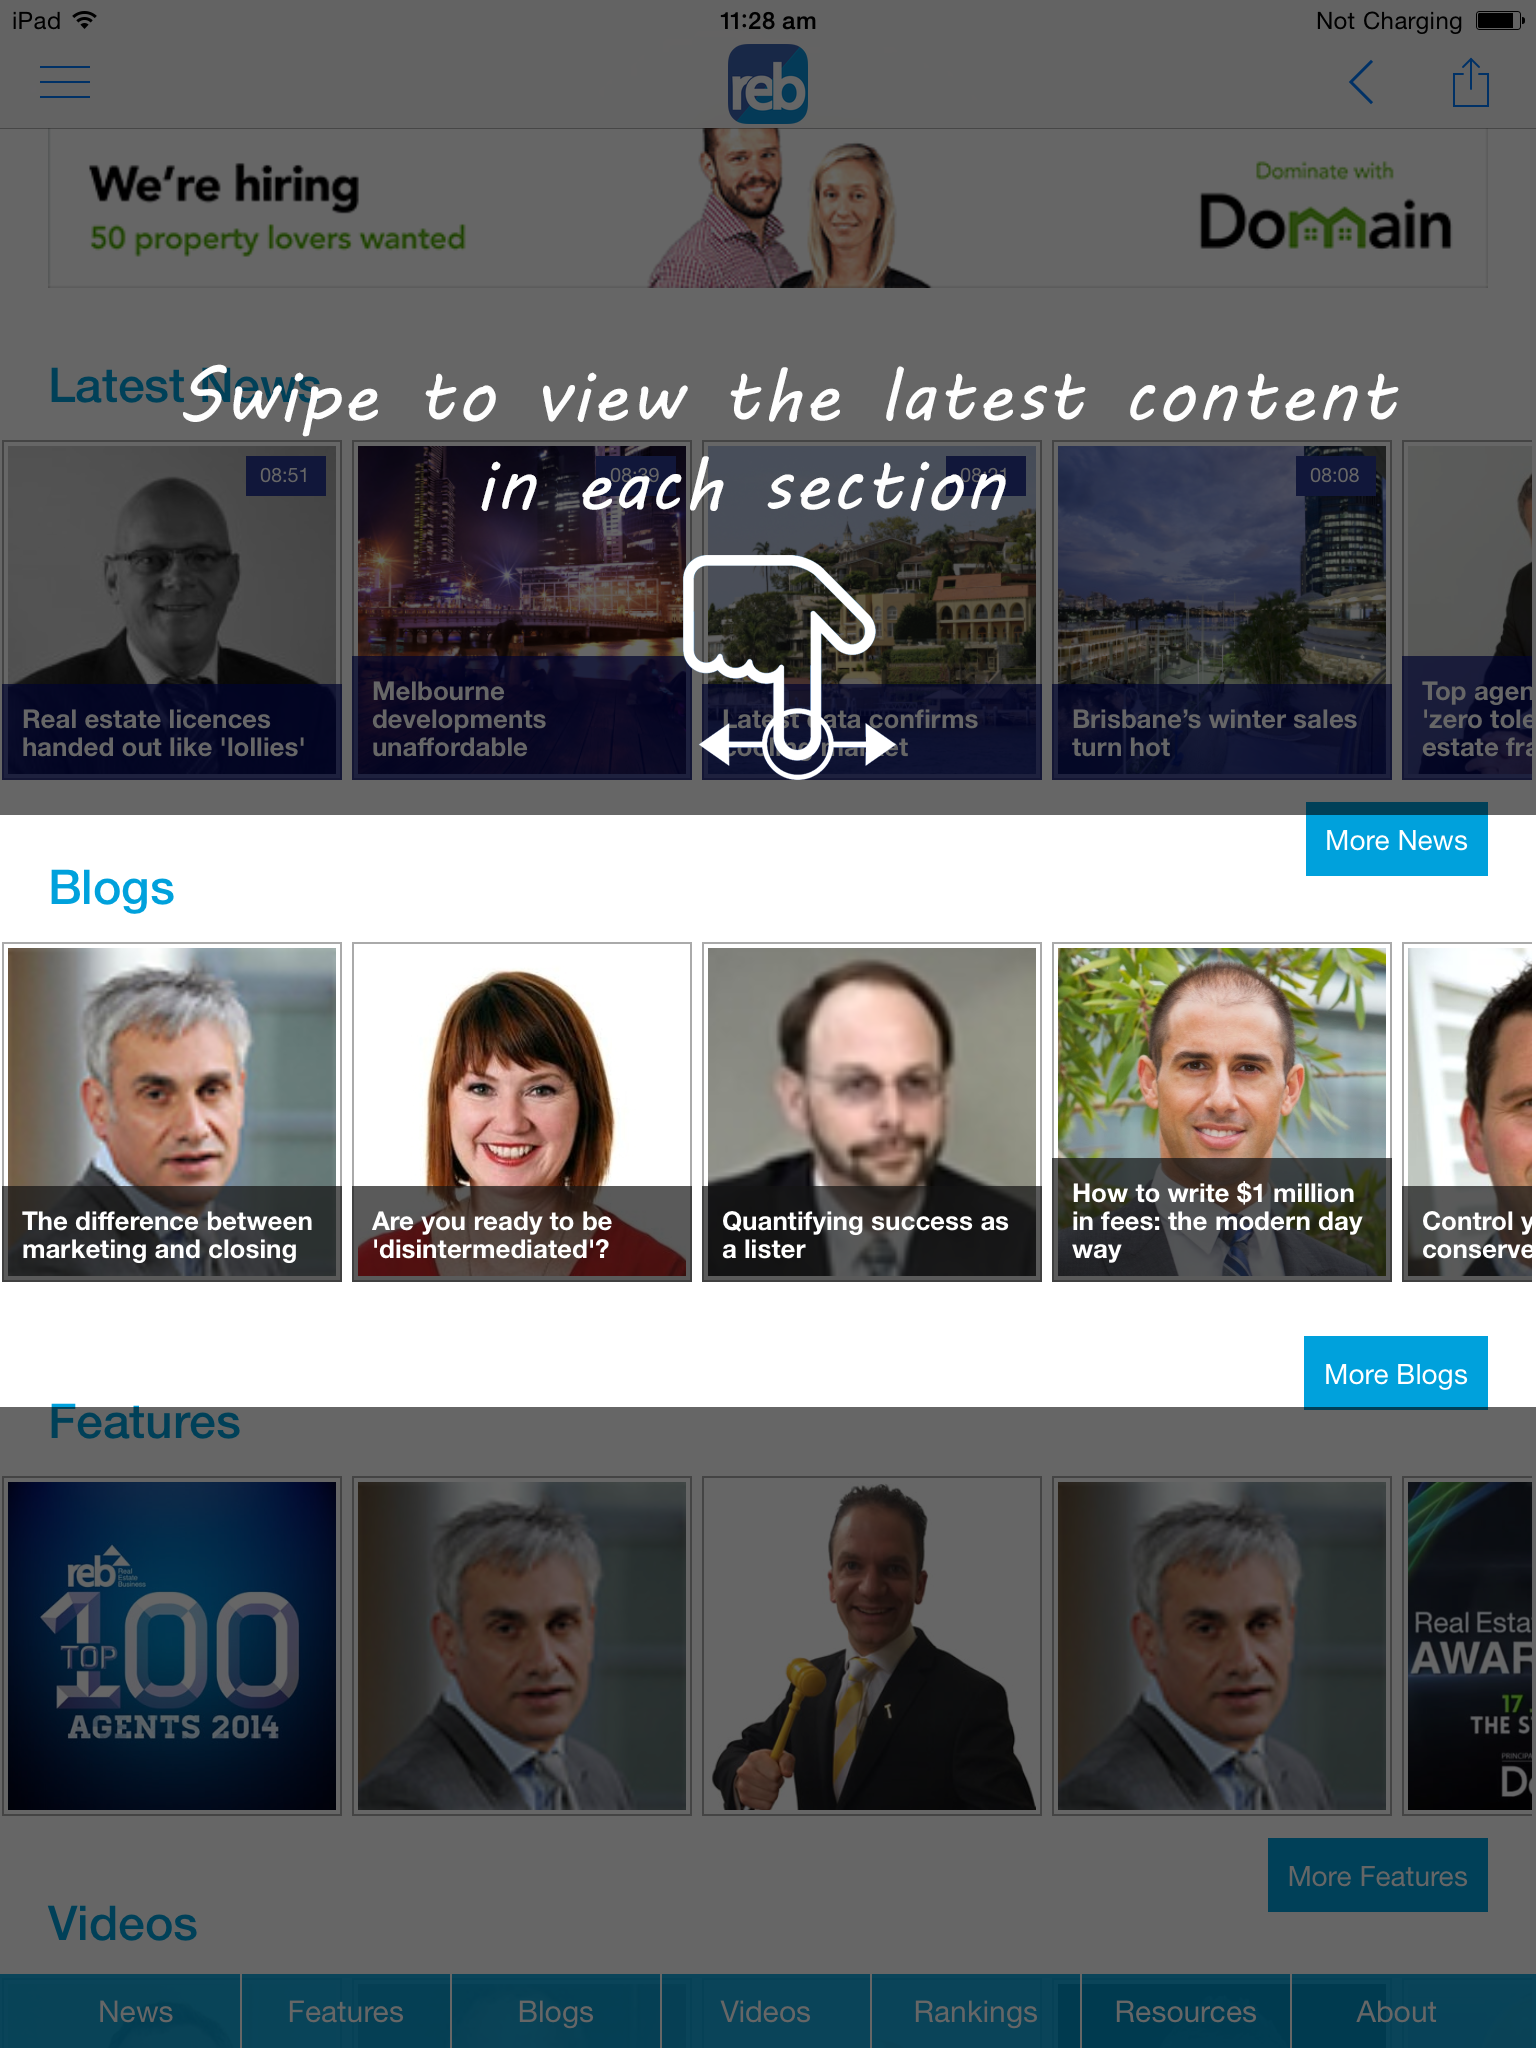 iPad
11:28 am
Not Charging
reb
We're hiring
50 property lovers wanted
Dominate with
Domain
Latest News
Swipe to view the latest content
in each section
08:51
08:39
08:21
08:08
Real estate licences
handed out like 'lollies'
Melbourne
developments
unaffordable
Latest data confirms
cooling market
Brisbane’s winter sales
turn hot
Top agen
'zero tole
estate fra
More News
Blogs
The difference between
marketing and closing
Are you ready to be
'disintermediated'?
Quantifying success as
a lister
How to write $1 million
in fees: the modern day
way
Control y
conserve
More Blogs
Features
reb Real
Estate
Business
TOP 100
AGENTS 2014
Real Esta
AWAR
17
THE S
PRINCIPA
Do
More Features
Videos
News
Features
Blogs
Videos
Rankings
Resources
About